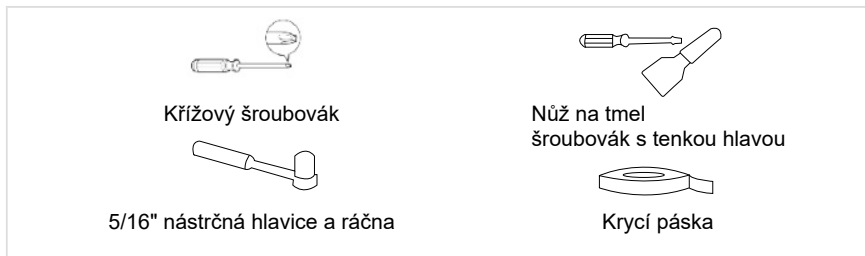 Křížový šroubovák
Nůž na tmel
šroubovák s tenkou hlavou
5/16" nástrčná hlavice a ráčna
Krycí páska